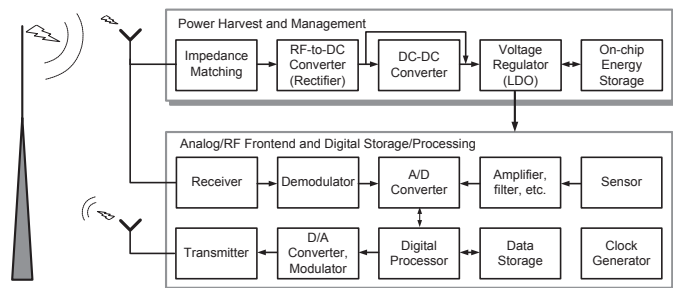 Power Harvest and Management
Impedance
Matching
RF-to-DC
Converter
(Rectifier)
DC-DC
Converter
Voltage
Regulator
(LDO)
On-chip
Energy
Storage
Analog/RF Frontend and Digital Storage/Processing
Receiver
Demodulator
A/D
Converter
Amplifier,
filter, etc.
Sensor
Transmitter
D/A
Converter,
Modulator
Digital
Processor
Data
Storage
Clock
Generator